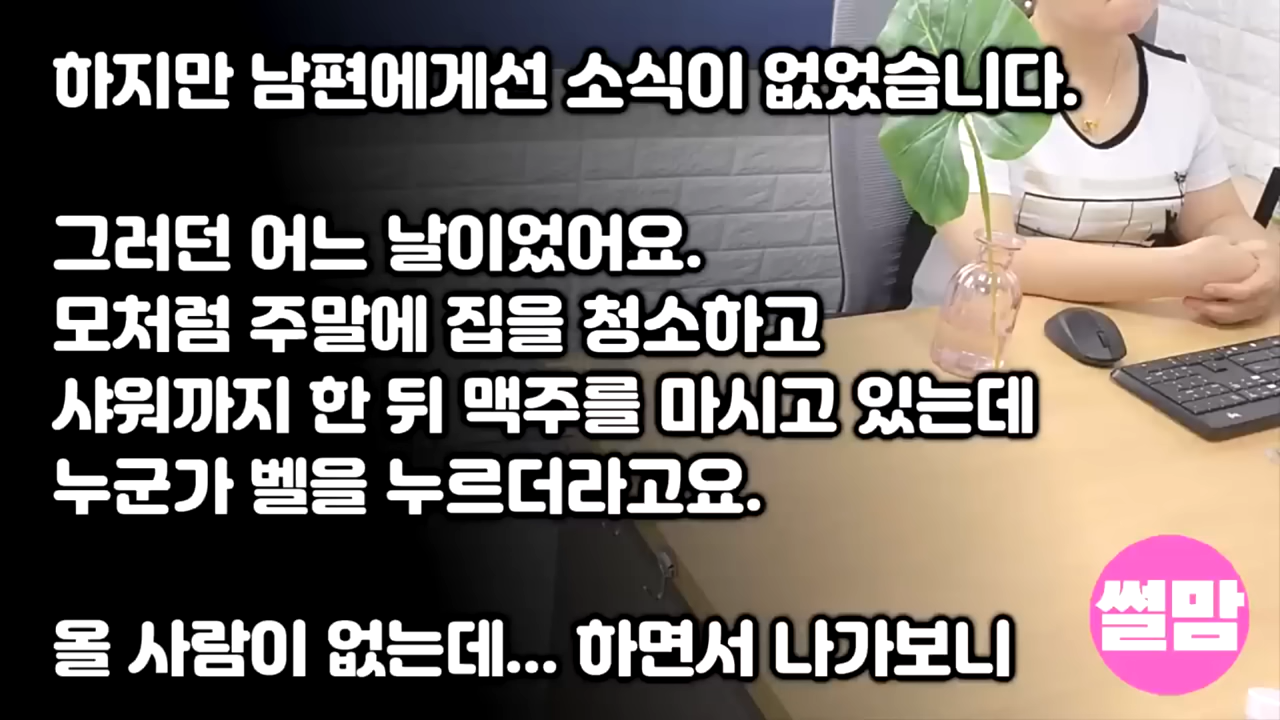 하지만 남편에게선 소식이 없었습니다.
그러던 어느 날이었어요.
모처럼 주말에 집을 청소하고
샤워까지 한 뒤 맥주를 마시고 있는데
누군가 벨을 누르더라고요.
올 사람이 없는데... 하면서 나가보니
썰맘